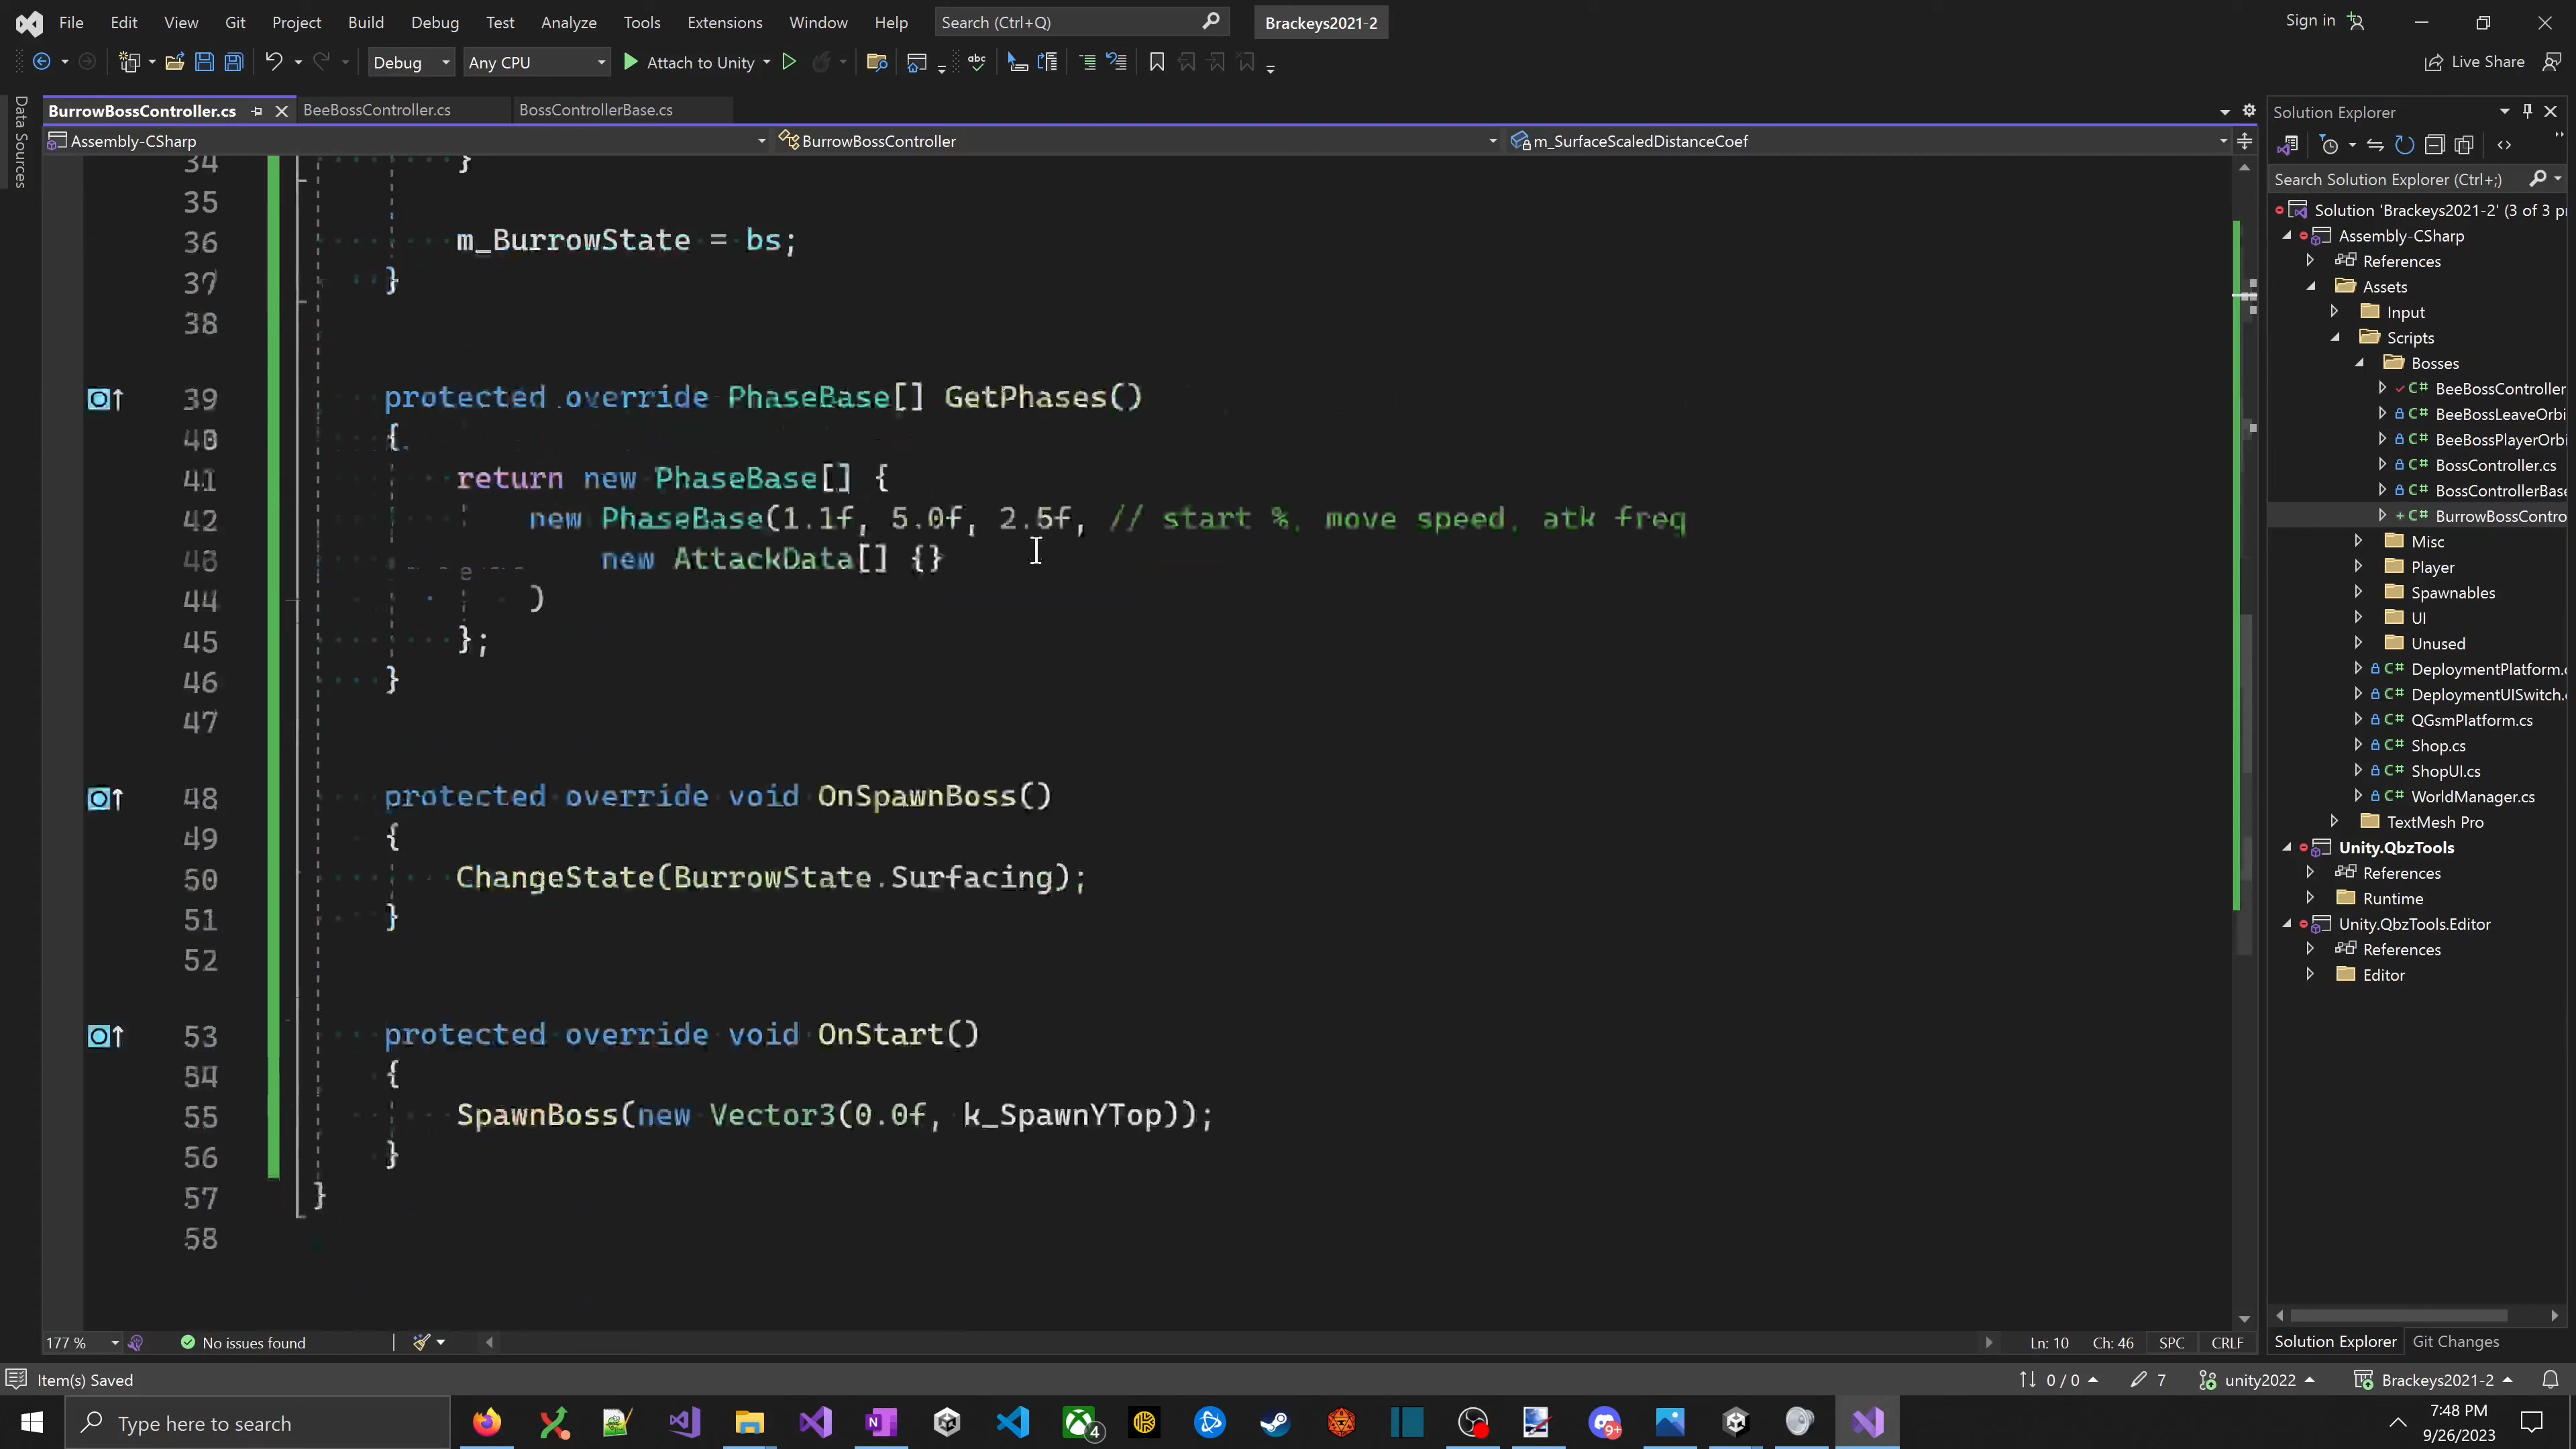 File Edit View Git Project Build Debug Test Analyze Tools Extensions Window Help Search (Ctrl+Q) Brackeys2021-2 Sign in
Debug Any CPU Attach to Unity Live Share
Data Sources
BurrowBossController.cs BeeBossController.cs BossControllerBase.cs
Assembly-CSharp BurrowBossController m_SurfaceScaledDistanceCoef
34 }
35
36 m_BurrowState = bs;
37 }
38
39 protected override PhaseBase[] GetPhases()
40 {
41 return new PhaseBase[] {
42 new PhaseBase(1.1f, 5.0f, 2.5f, // start %, move speed, atk freq
43 new AttackData[] {}
44 )
45 };
46 }
47
48 protected override void OnSpawnBoss()
49 {
50 ChangeState(BurrowState.Surfacing);
51 }
52
53 protected override void OnStart()
54 {
55 SpawnBoss(new Vector3(0.0f, k_SpawnYTop));
56 }
57 }
58
177 % No issues found Ln: 10 Ch: 46 SPC CRLF
Solution Explorer
Search Solution Explorer (Ctrl+;)
Solution 'Brackeys2021-2' (3 of 3 p
Assembly-CSharp
References
Assets
Input
Scripts
Bosses
C# BeeBossController
C# BeeBossLeaveOrbi
C# BeeBossPlayerOrbi
C# BossController.cs
C# BossControllerBase
C# BurrowBossContro
Misc
Player
Spawnables
UI
Unused
C# DeploymentPlatform.c
C# DeploymentUISwitch.c
C# QGsmPlatform.cs
C# Shop.cs
C# ShopUI.cs
C# WorldManager.cs
TextMesh Pro
Unity.QbzTools
References
Runtime
Unity.QbzTools.Editor
References
Editor
Solution Explorer Git Changes
Item(s) Saved 0 / 0 7 unity2022 Brackeys2021-2
Type here to search
4
9+
7:48 PM
9/26/2023